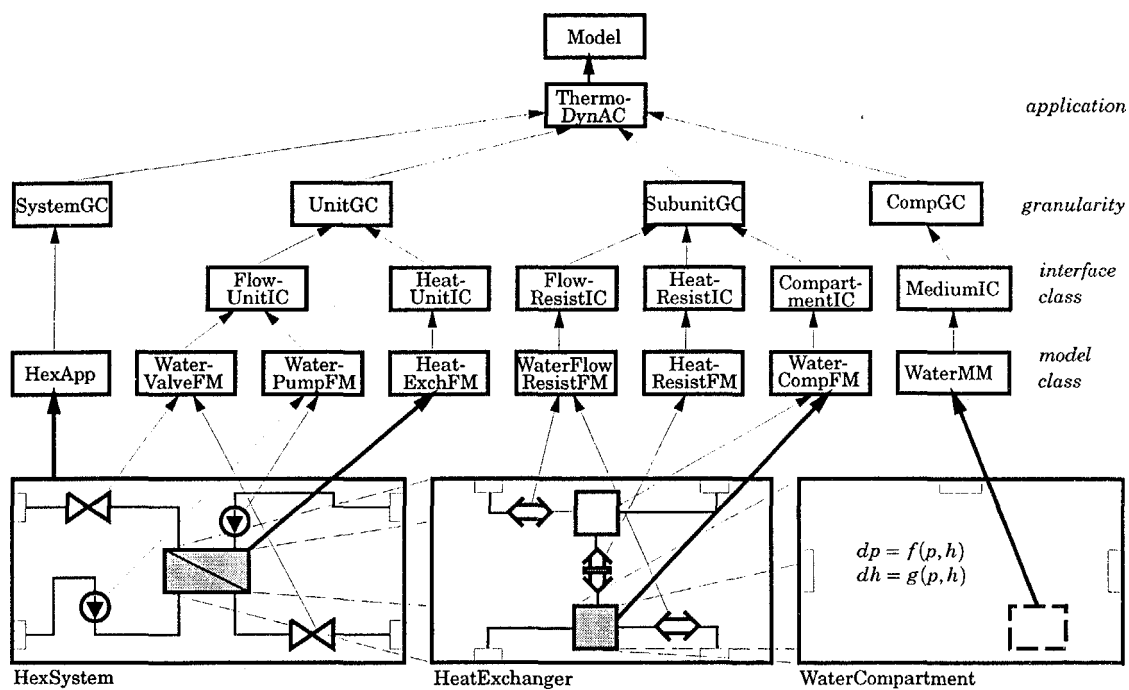 Model
Thermo-
DynAC
application
SystemGC
UnitGC
SubunitGC
CompGC
granularity
Flow-
UnitIC
Heat-
UnitIC
Flow-
ResistIC
Heat-
ResistIC
Compart-
mentIC
MediumIC
interface
class
HexApp
Water-
ValveFM
Water-
PumpFM
Heat-
ExchFM
WaterFlow
ResistFM
Heat-
ResistFM
Water-
CompFM
WaterMM
model
class
dp = f(p, h)
dh = g(p, h)
HexSystem
HeatExchanger
WaterCompartment